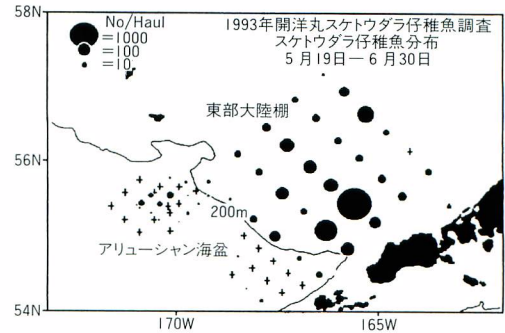 58N
No/Haul
=1000
=100
=10
1993年開洋丸スケトウダラ仔稚魚調査
スケトウダラ仔稚魚分布
5月19日―6月30日
東部大陸棚
56N
200m
アリューシャン海盆
54N
170W
165W